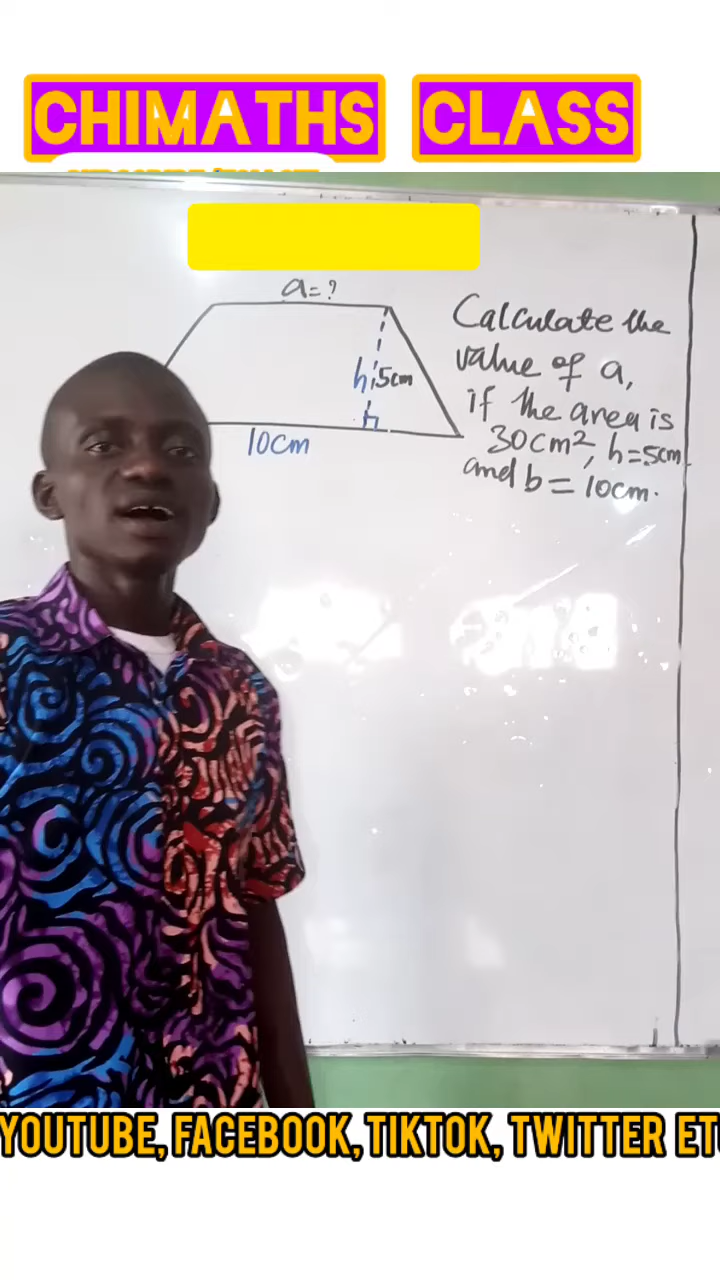 CHIMATHS CLASS
a=?
h 5cm
10cm
Calculate the
value of a,
if the area is
30cm², h=5cm
and b=10cm.
YOUTUBE, FACEBOOK, TIKTOK, TWITTER ET